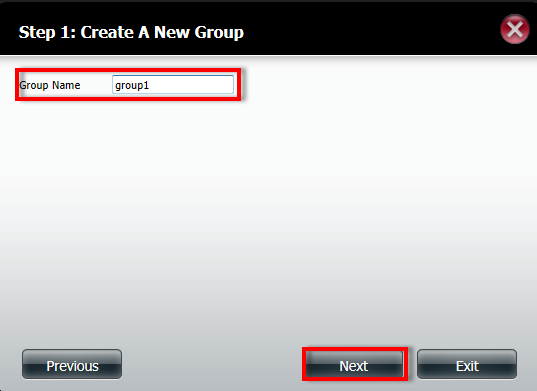 Step 1: Create A New Group
Group Name group1
Previous Next Exit